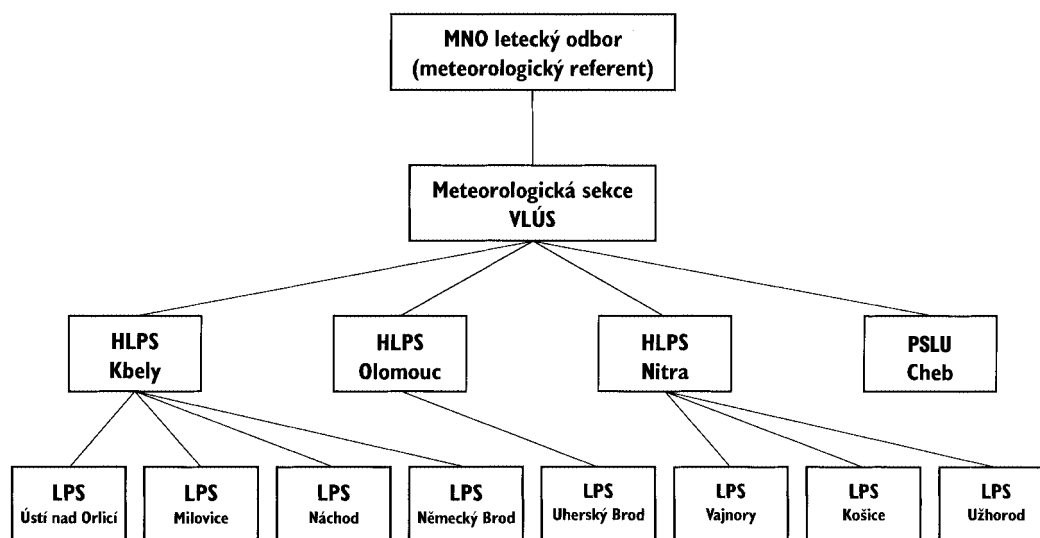 MNO letecký odbor
(meteorologický referent)
Meteorologická sekce
VLÚS
HLPS
Kbely
HLPS
Olomouc
HLPS
Nitra
PSLU
Cheb
LPS
Ústí nad Orlicí
LPS
Milovice
LPS
Náchod
LPS
Německý Brod
LPS
Uherský Brod
LPS
Vajnory
LPS
Košice
LPS
Užhorod